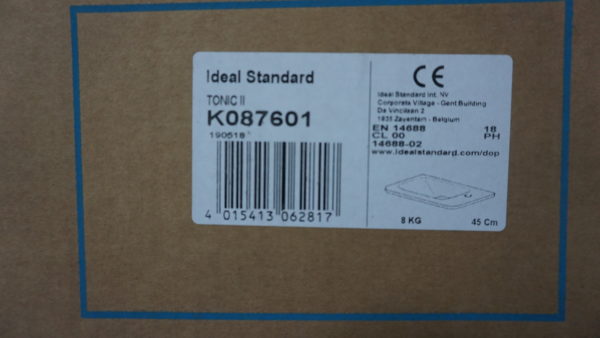 Ideal Standard
TONIC II
K087601
190518
4 015413 062817
CE
Ideal Standard Int. NV
Corporate Village - Gent Building
Da Vincilaan 2
1935 Zaventem - Belgium
EN 14688 18
CL 00 PH
14688-02
www.idealstandard.com/dop
8 KG 45 Cm